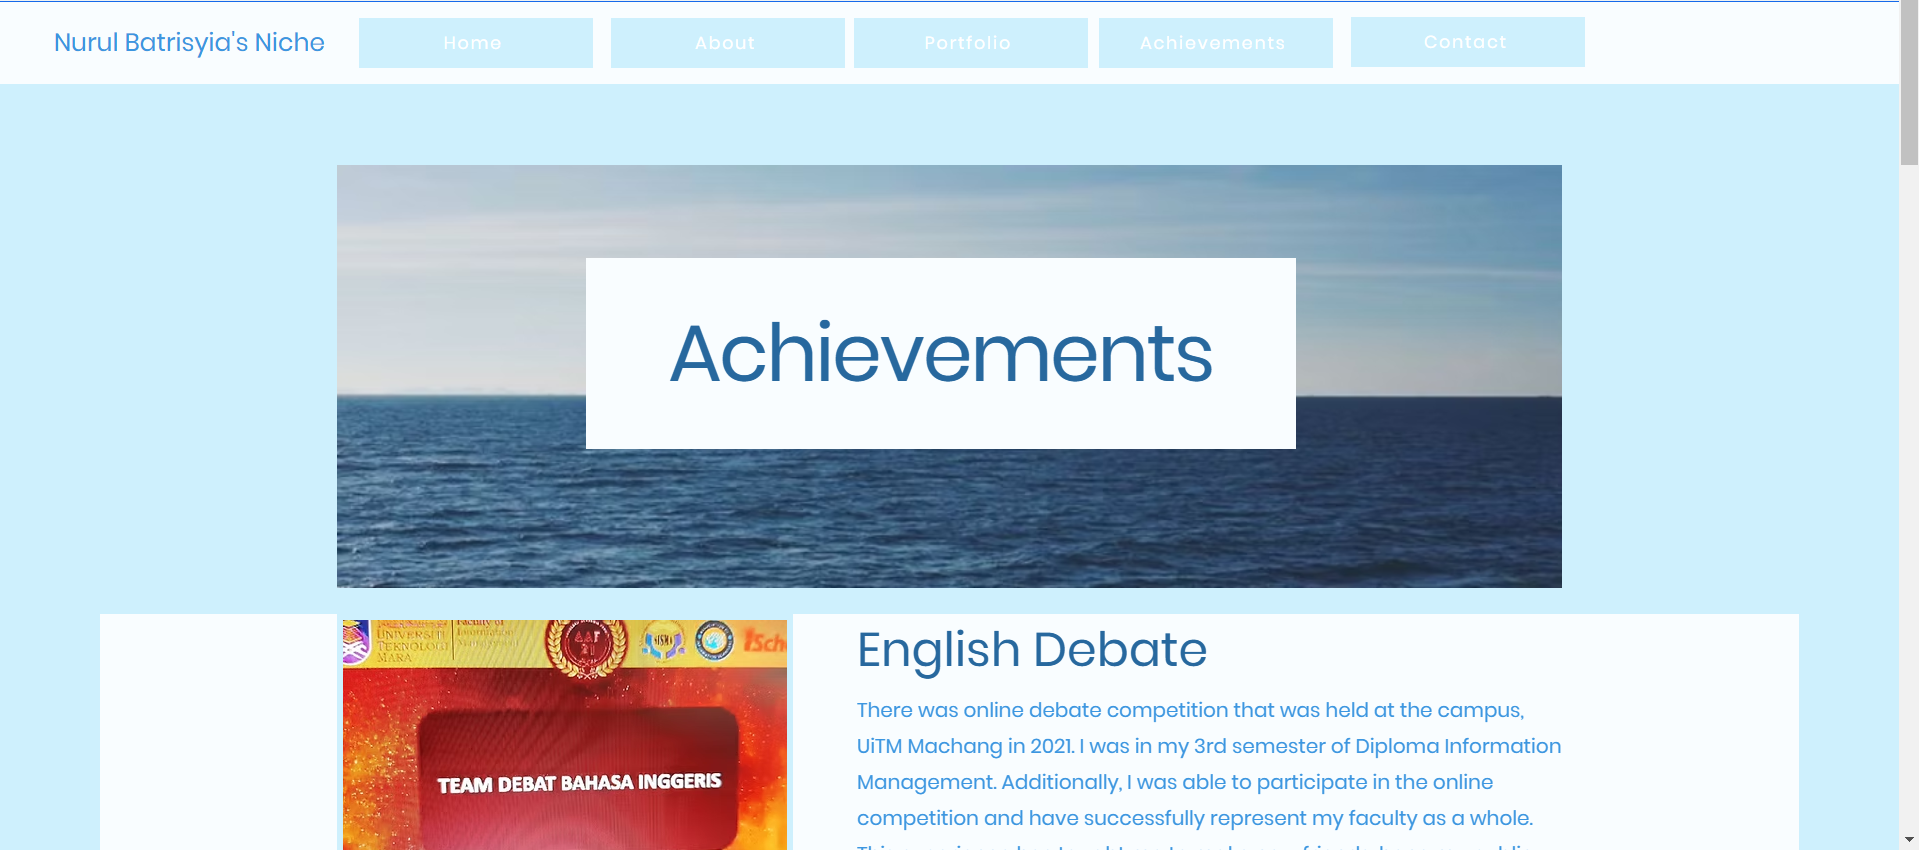 Nurul Batrisyia's Niche
Home
About
Portfolio
Achievements
Contact
Achievements
UNIVERSITI
TEKNOLOGI
MARA
Faculty of
Information
Management
English Debate
TEAM DEBAT BAHASA INGGERIS
There was online debate competition that was held at the campus,
UiTM Machang in 2021. I was in my 3rd semester of Diploma Information
Management. Additionally, I was able to participate in the online
competition and have successfully represent my faculty as a whole.